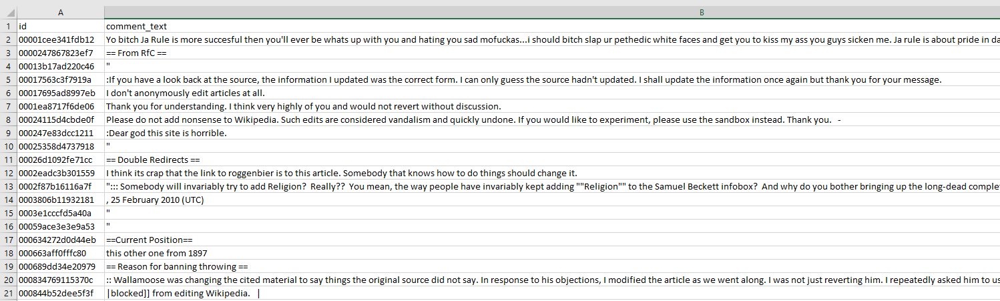 A B
1 id comment_text
2 00001cee341fdb12 Yo bitch Ja Rule is more succesful then you'll ever be whats up with you and hating you sad mofuckas...i should bitch slap ur pethedic white faces and get you to kiss my ass you guys sicken me. Ja rule is about pride in da
3 0000247867823ef7 == From RfC ==
4 00013b17ad220c46 "
5 00017563c3f7919a :If you have a look back at the source, the information I updated was the correct form. I can only guess the source hadn't updated. I shall update the information once again but thank you for your message.
6 00017695ad8997eb I don't anonymously edit articles at all.
7 0001ea8717f6de06 Thank you for understanding. I think very highly of you and would not revert without discussion.
8 00024115d4cbde0f Please do not add nonsense to Wikipedia. Such edits are considered vandalism and quickly undone. If you would like to experiment, please use the sandbox instead. Thank you. -
9 000247e83dcc1211 :Dear god this site is horrible.
10 00025358d4737918 "
11 00026d1092fe71cc == Double Redirects ==
12 0002eadc3b301559 I think its crap that the link to roggenbier is to this article. Somebody that knows how to do things should change it.
13 0002f87b16116a7f "::: Somebody will invariably try to add Religion? Really?? You mean, the way people have invariably kept adding ""Religion"" to the Samuel Beckett infobox? And why do you bother bringing up the long-dead comple
14 0003806b11932181 , 25 February 2010 (UTC)
15 0003e1cccfd5a40a "
16 00059ace3e3e9a53 "
17 000634272d0d44eb ==Current Position==
18 000663aff0fffc80 this other one from 1897
19 000689dd34e20979 == Reason for banning throwing ==
20 000834769115370c :: Wallamoose was changing the cited material to say things the original source did not say. In response to his objections, I modified the article as we went along. I was not just reverting him. I repeatedly asked him to us
21 000844b52dee5f3f |blocked]] from editing Wikipedia. |